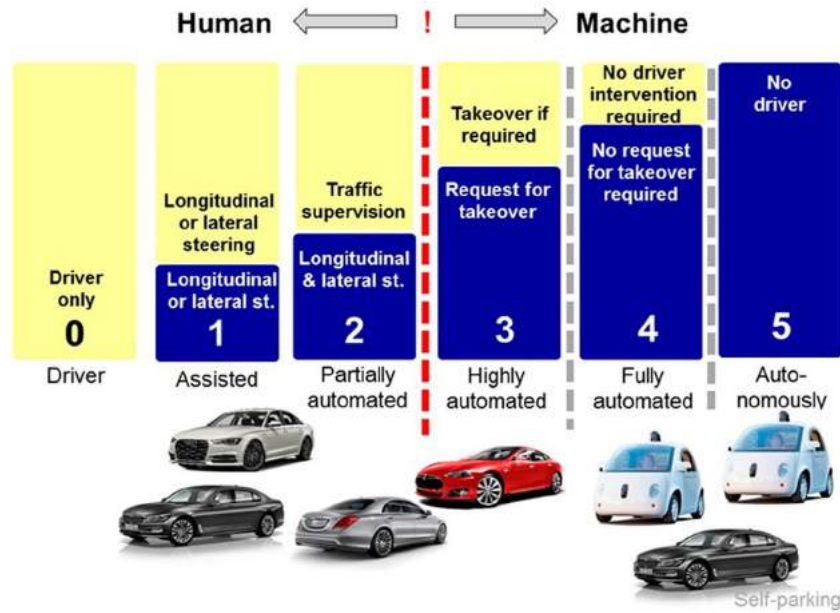 Human ! Machine
Driver
only
0
Driver
Longitudinal
or lateral
steering
Longitudinal
or lateral st.
1
Assisted
Traffic
supervision
Longitudinal
& lateral st.
2
Partially
automated
Takeover if
required
Request for
takeover
3
Highly
automated
No driver
intervention
required
No request
for takeover
required
4
Fully
automated
No
driver
5
Auto-
nomously
Self-parking